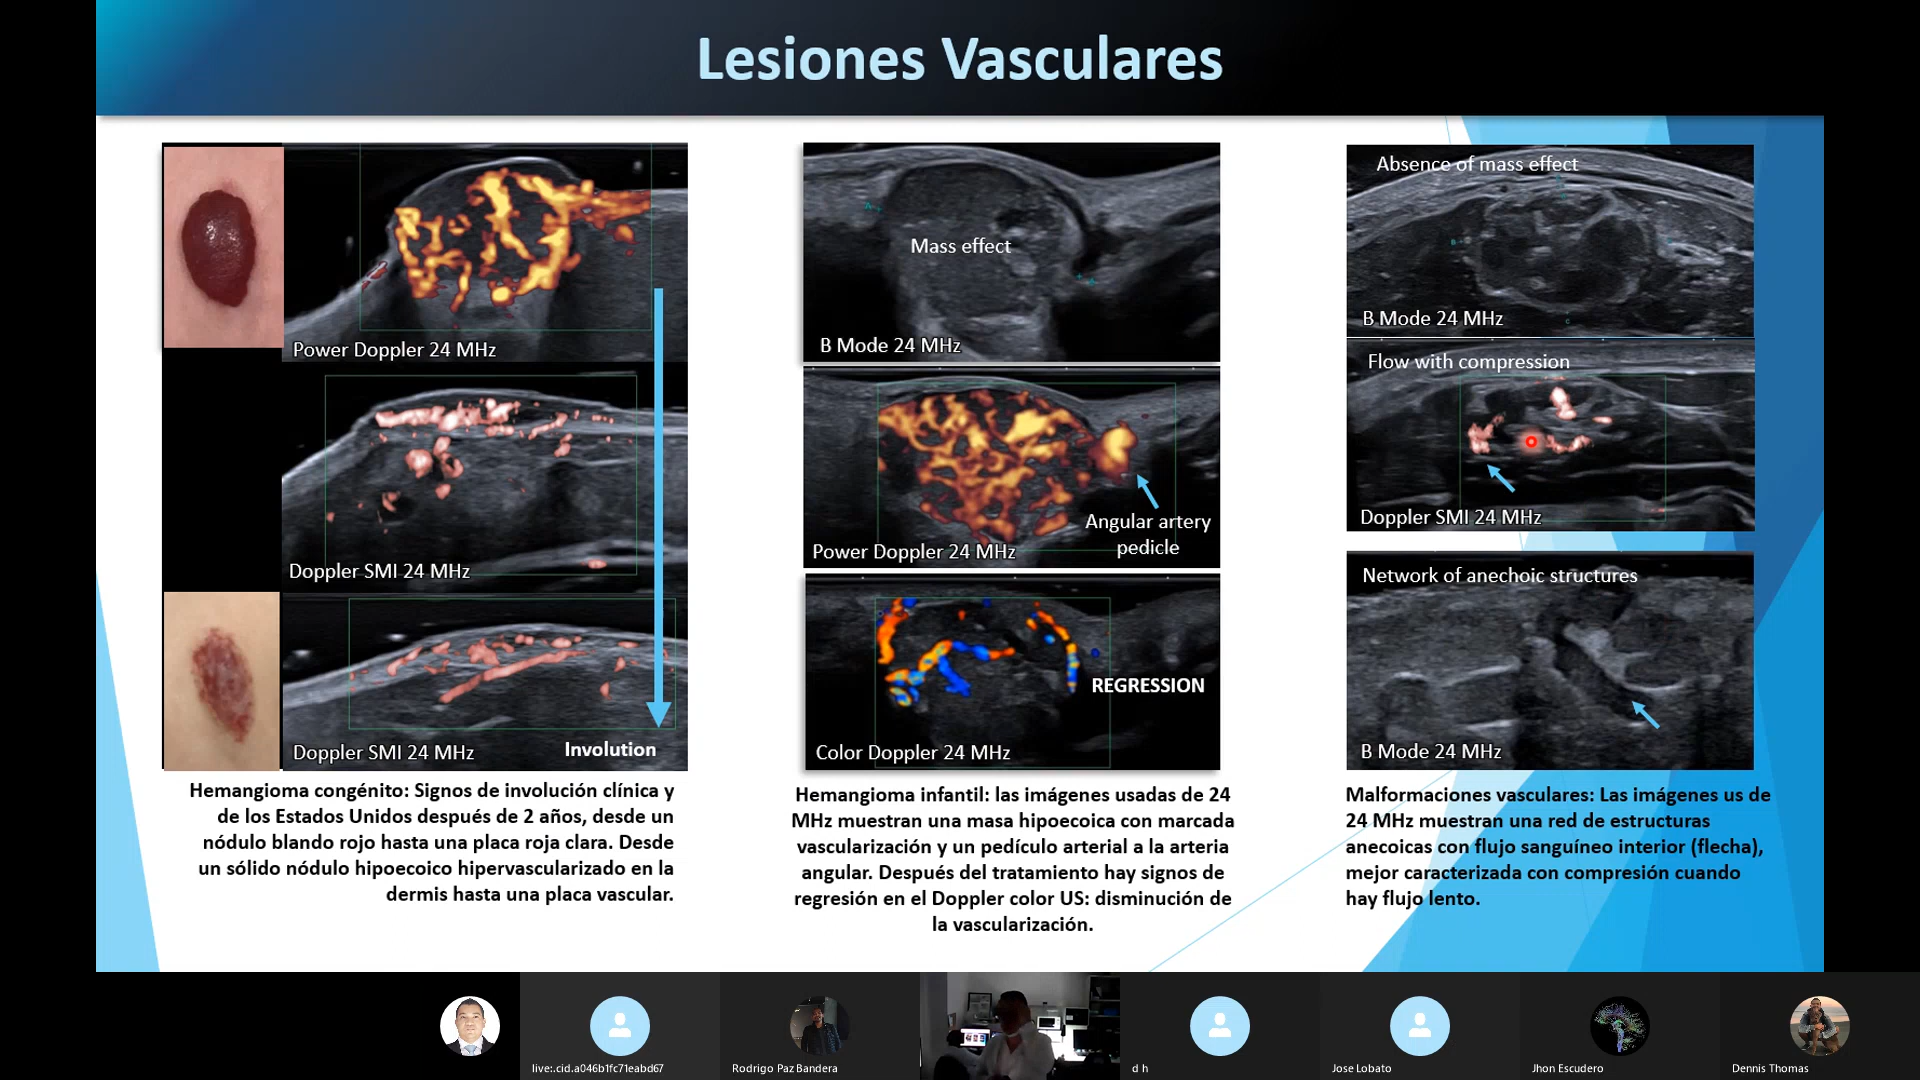 Lesiones Vasculares
Power Doppler 24 MHz
Doppler SMI 24 MHz
Doppler SMI 24 MHz
Involution
Hemangioma congénito: Signos de involución clínica y
de los Estados Unidos después de 2 años, desde un
nódulo blando rojo hasta una placa roja clara. Desde
un sólido nódulo hipoecoico hipervascularizado en la
dermis hasta una placa vascular.
Mass effect
B Mode 24 MHz
Angular artery
pedicle
Power Doppler 24 MHz
REGRESSION
Color Doppler 24 MHz
Hemangioma infantil: las imágenes usadas de 24
MHz muestran una masa hipoecoica con marcada
vascularización y un pedículo arterial a la arteria
angular. Después del tratamiento hay signos de
regresión en el Doppler color US: disminución de
la vascularización.
Absence of mass effect
B Mode 24 MHz
Flow with compression
Doppler SMI 24 MHz
Network of anechoic structures
B Mode 24 MHz
Malformaciones vasculares: Las imágenes us de
24 MHz muestran una red de estructuras
anecoicas con flujo sanguíneo interior (flecha),
mejor caracterizada con compresión cuando
hay flujo lento.
live:.cid.a046b1fc71eabd67
Rodrigo Paz Bandera
d h
Jose Lobato
Jhon Escudero
Dennis Thomas